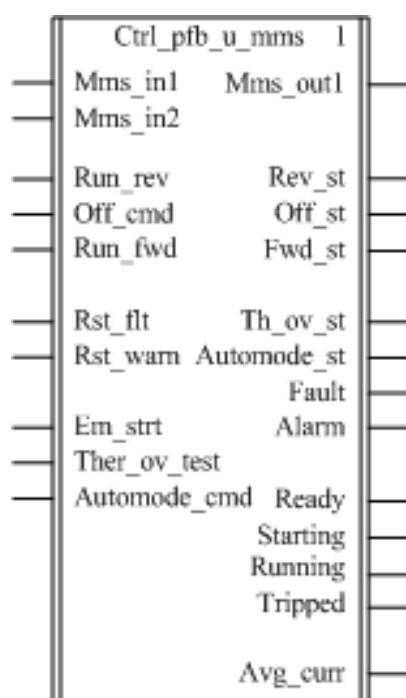 Ctrl_pfb_u_mms 1
Mms_in1 Mms_out1
Mms_in2
Run_rev Rev_st
Off_cmd Off_st
Run_fwd Fwd_st
Rst_flt Th_ov_st
Rst_warn Automode_st
Fault
Em_strt Alarm
Ther_ov_test
Automode_cmd Ready
Starting
Running
Tripped
Avg_curr